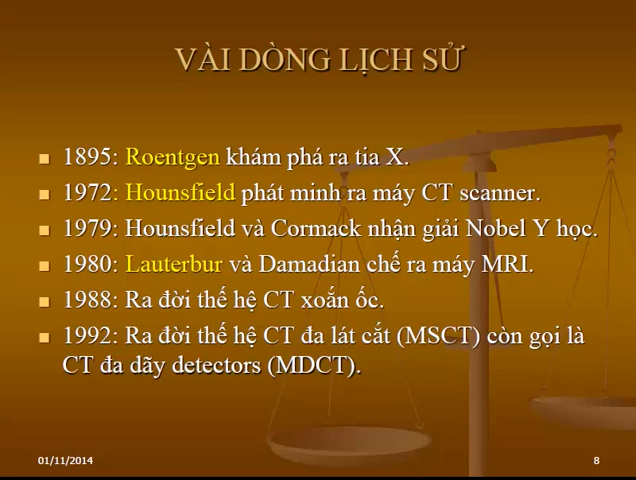 VÀI DÒNG LỊCH SỬ
1895: Roentgen khám phá ra tia X.
1972: Hounsfield phát minh ra máy CT scanner.
1979: Hounsfield và Cormack nhận giải Nobel Y học.
1980: Lauterbur và Damadian chế ra máy MRI.
1988: Ra đời thế hệ CT xoắn ốc.
1992: Ra đời thế hệ CT đa lát cắt (MSCT) còn gọi là
CT đa dãy detectors (MDCT).
01/11/2014
8